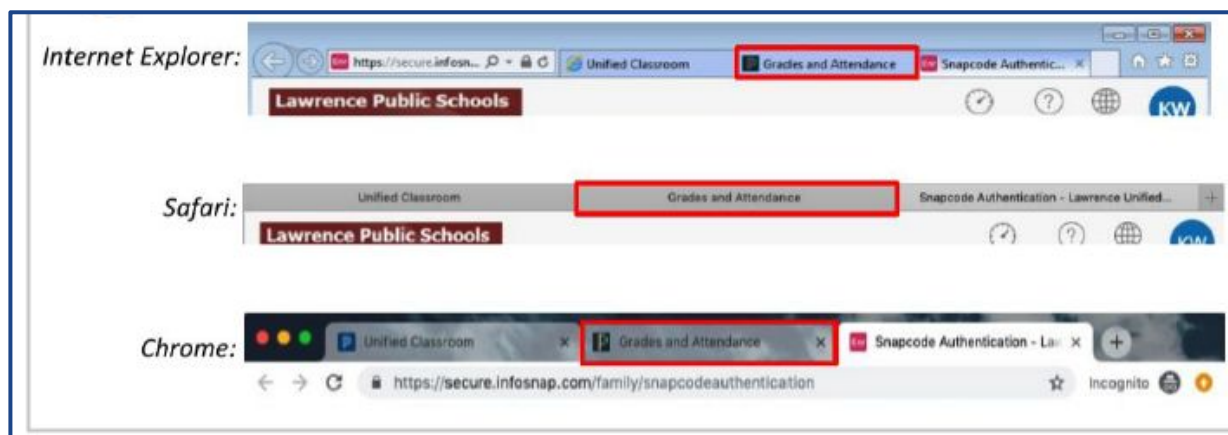 Internet Explorer:
https://secure.infosn...
Unified Classroom
Grades and Attendance
Snapcode Authentic...
Lawrence Public Schools
?
KW
Safari:
Unified Classroom
Grades and Attendance
Snapcode Authentication - Lawrence Unified...
+
Lawrence Public Schools
?
KW
Chrome:
Unified Classroom
Grades and Attendance
Snapcode Authentication - La
https://secure.infosnap.com/family/snapcodeauthentication
Incognito